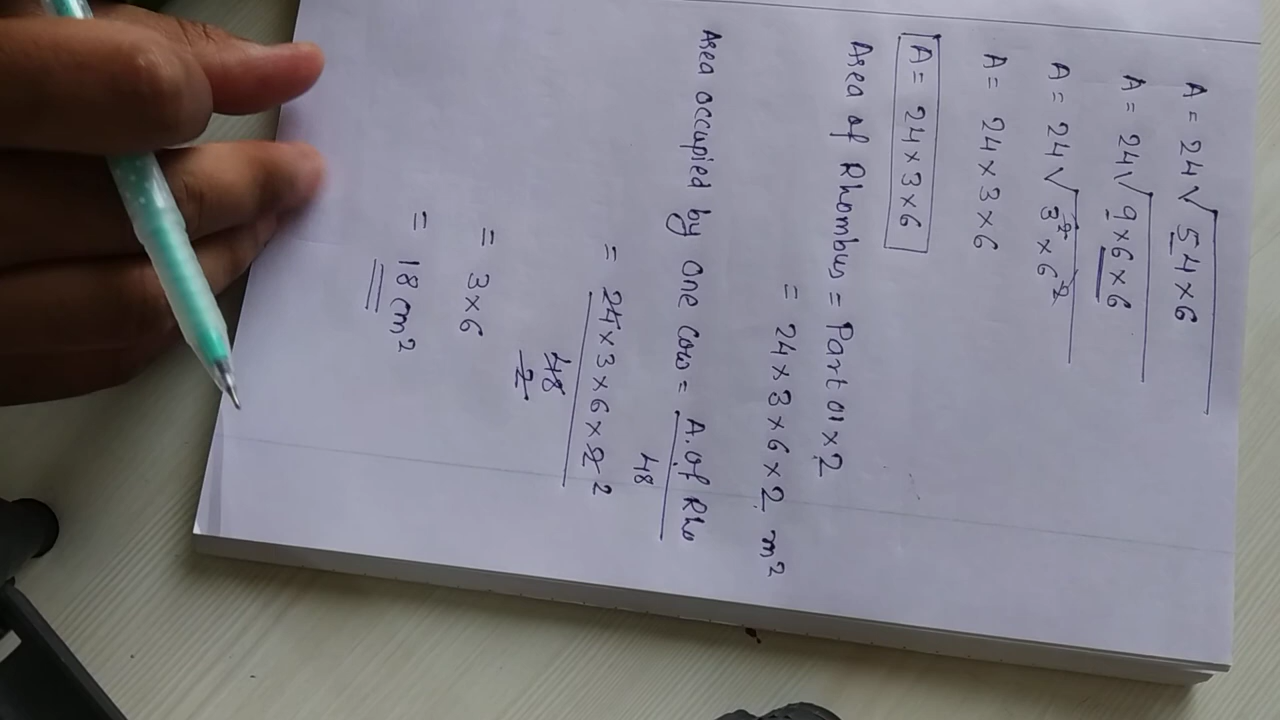 A = 24√54×6
A = 24√9×6×6
A = 24√3²×6²
A = 24×3×6
A = 24×3×6
Area of Rhombus = Part 01×2
= 24×3×6×2 m²
Area occupied by one cow = A. of Rho
48
= 24×3×6×2 2
48
2
= 3×6
= 18 cm²